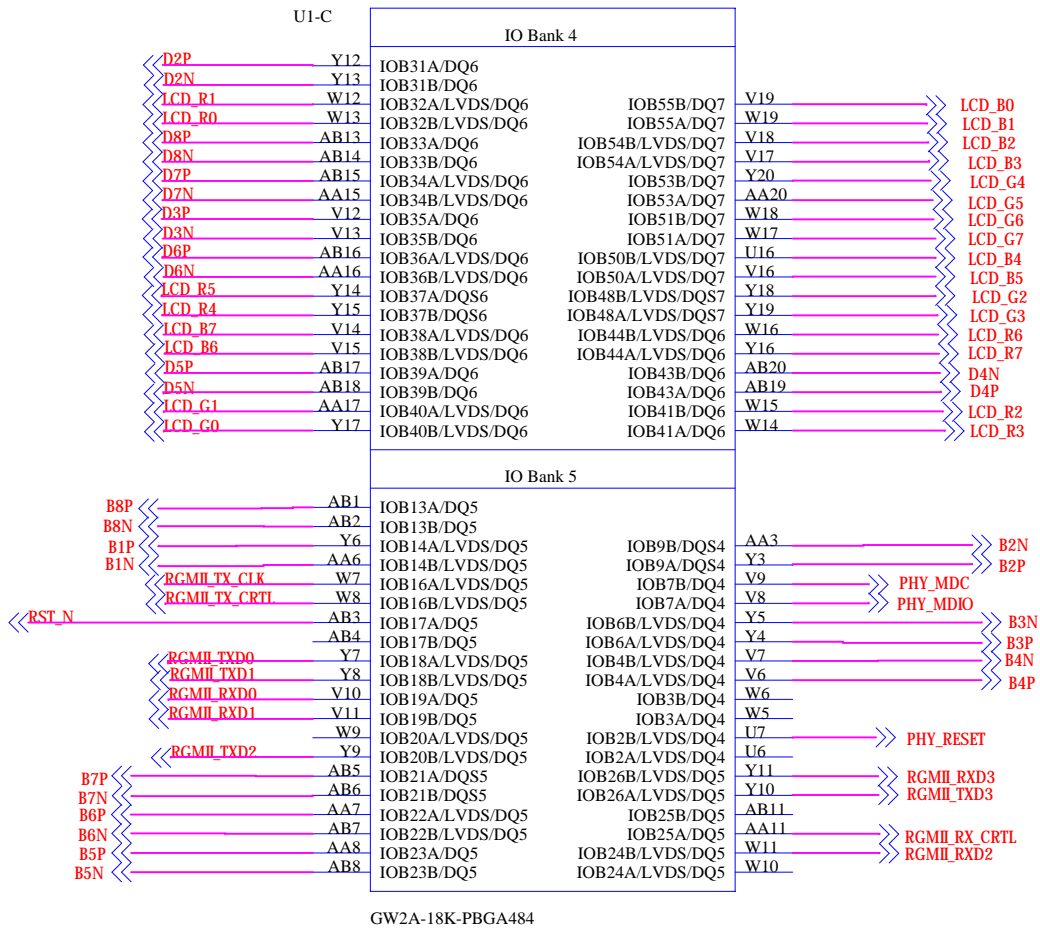 U1-C
IO Bank 4
D2P Y12 IOB31A/DQ6
D2N Y13 IOB31B/DQ6
LCD_R1 W12 IOB32A/LVDS/DQ6 IOB55B/DQ7 V19 LCD_B0
LCD_R0 W13 IOB32B/LVDS/DQ6 IOB55A/DQ7 W19 LCD_B1
D8P AB13 IOB33A/DQ6 IOB54B/LVDS/DQ7 V18 LCD_B2
D8N AB14 IOB33B/DQ6 IOB54A/LVDS/DQ7 V17 LCD_B3
D7P AB15 IOB34A/LVDS/DQ6 IOB53B/DQ7 Y20 LCD_G4
D7N AA15 IOB34B/LVDS/DQ6 IOB53A/DQ7 AA20 LCD_G5
D3P V12 IOB35A/DQ6 IOB51B/DQ7 W18 LCD_G6
D3N V13 IOB35B/DQ6 IOB51A/DQ7 W17 LCD_G7
D6P AB16 IOB36A/LVDS/DQ6 IOB50B/LVDS/DQ7 U16 LCD_B4
D6N AA16 IOB36B/LVDS/DQ6 IOB50A/LVDS/DQ7 V16 LCD_B5
LCD_R5 Y14 IOB37A/DQS6 IOB48B/LVDS/DQS7 Y18 LCD_G2
LCD_R4 Y15 IOB37B/DQS6 IOB48A/LVDS/DQS7 Y19 LCD_G3
LCD_B7 V14 IOB38A/LVDS/DQ6 IOB44B/LVDS/DQ6 W16 LCD_R6
LCD_B6 V15 IOB38B/LVDS/DQ6 IOB44A/LVDS/DQ6 Y16 LCD_R7
D5P AB17 IOB39A/DQ6 IOB43B/DQ6 AB20 D4N
D5N AB18 IOB39B/DQ6 IOB43A/DQ6 AB19 D4P
LCD_G1 AA17 IOB40A/LVDS/DQ6 IOB41B/DQ6 W15 LCD_R2
LCD_G0 Y17 IOB40B/LVDS/DQ6 IOB41A/DQ6 W14 LCD_R3
IO Bank 5
B8P AB1 IOB13A/DQ5
B8N AB2 IOB13B/DQ5
B1P Y6 IOB14A/LVDS/DQ5 IOB9B/DQS4 AA3 B2N
B1N AA6 IOB14B/LVDS/DQ5 IOB9A/DQS4 Y3 B2P
RGMII_TX_CLK W7 IOB16A/LVDS/DQ5 IOB7B/DQ4 V9 PHY_MDC
RGMII_TX_CRTL W8 IOB16B/LVDS/DQ5 IOB7A/DQ4 V8 PHY_MDIO
RST_N AB3 IOB17A/DQ5 IOB6B/LVDS/DQ4 Y5 B3N
AB4 IOB17B/DQ5 IOB6A/LVDS/DQ4 Y4 B3P
RGMII_TXD0 Y7 IOB18A/LVDS/DQ5 IOB4B/LVDS/DQ4 V7 B4N
RGMII_TXD1 Y8 IOB18B/LVDS/DQ5 IOB4A/LVDS/DQ4 V6 B4P
RGMII_RXD0 V10 IOB19A/DQ5 IOB3B/DQ4 W6
RGMII_RXD1 V11 IOB19B/DQ5 IOB3A/DQ4 W5
W9 IOB20A/LVDS/DQ5 IOB2B/LVDS/DQ4 U7 PHY_RESET
RGMII_TXD2 Y9 IOB20B/LVDS/DQ5 IOB2A/LVDS/DQ4 U6
B7P AB5 IOB21A/DQS5 IOB26B/LVDS/DQ5 Y11 RGMII_RXD3
B7N AB6 IOB21B/DQS5 IOB26A/LVDS/DQ5 Y10 RGMII_TXD3
B6P AA7 IOB22A/LVDS/DQ5 IOB25B/DQ5 AB11
B6N AB7 IOB22B/LVDS/DQ5 IOB25A/DQ5 AA11 RGMII_RX_CRTL
B5P AA8 IOB23A/DQ5 IOB24B/LVDS/DQ5 W11 RGMII_RXD2
B5N AB8 IOB23B/DQ5 IOB24A/LVDS/DQ5 W10
GW2A-18K-PBGA484